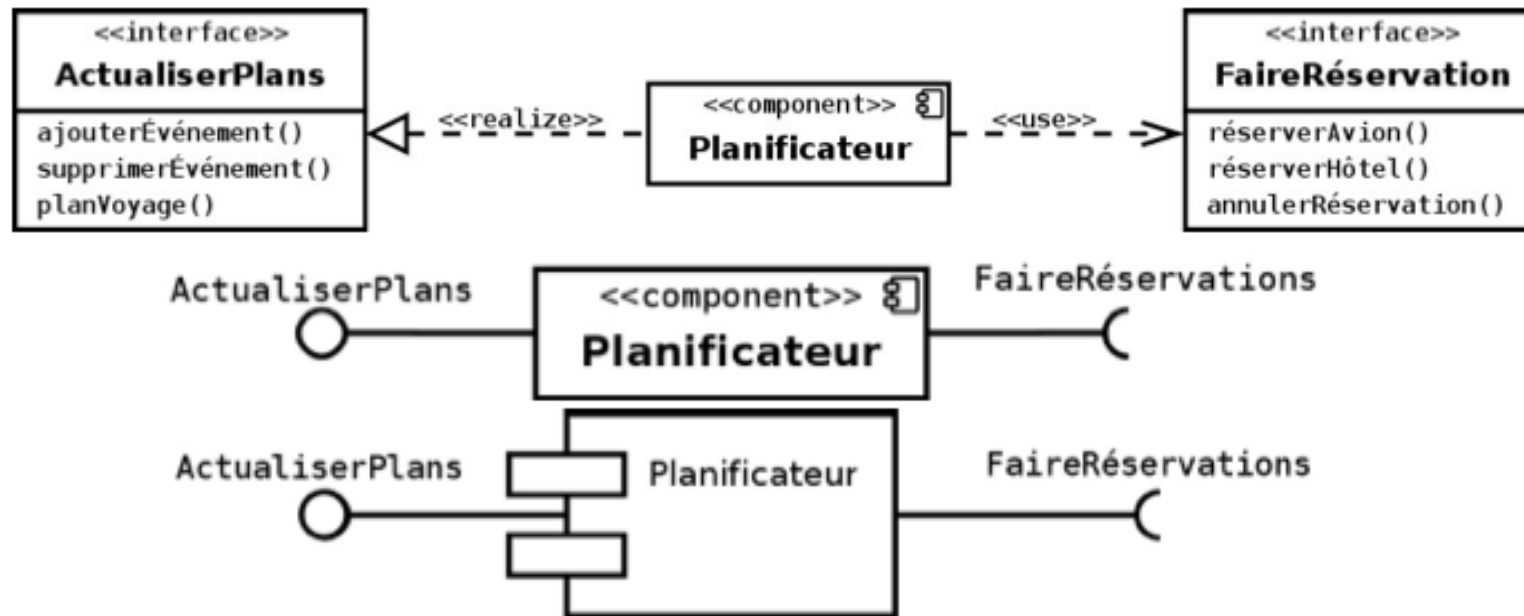 <<interface>>
ActualiserPlans
ajouterÉvénement()
supprimerÉvénement()
planVoyage()
<<realize>>
<<component>>
Planificateur
<<use>>
<<interface>>
FaireRéservation
réserverAvion()
réserverHôtel()
annulerRéservation()
ActualiserPlans
<<component>>
Planificateur
FaireRéservations
ActualiserPlans
Planificateur
FaireRéservations